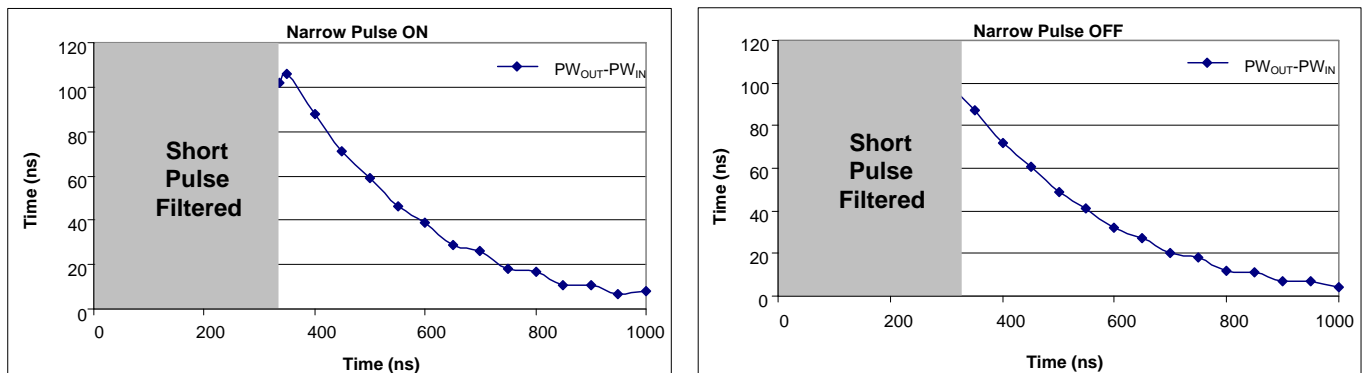 Narrow Pulse ON
120
100
80
60
40
20
0
Time (ns)
PWOUT-PWIN
Short
Pulse
Filtered
0 200 400 600 800 1000
Time (ns)
Narrow Pulse OFF
120
100
80
60
40
20
0
Time (ns)
PWOUT-PWIN
Short
Pulse
Filtered
0 200 400 600 800 1000
Time (ns)